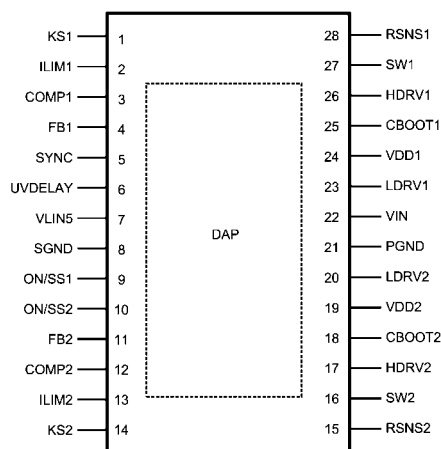 KS1 1 28 RSNS1
ILIM1 2 27 SW1
COMP1 3 26 HDRV1
FB1 4 25 CBOOT1
SYNC 5 24 VDD1
UVDELAY 6 23 LDRV1
VLIN5 7 22 VIN
DAP
SGND 8 21 PGND
ON/SS1 9 20 LDRV2
ON/SS2 10 19 VDD2
FB2 11 18 CBOOT2
COMP2 12 17 HDRV2
ILIM2 13 16 SW2
KS2 14 15 RSNS2